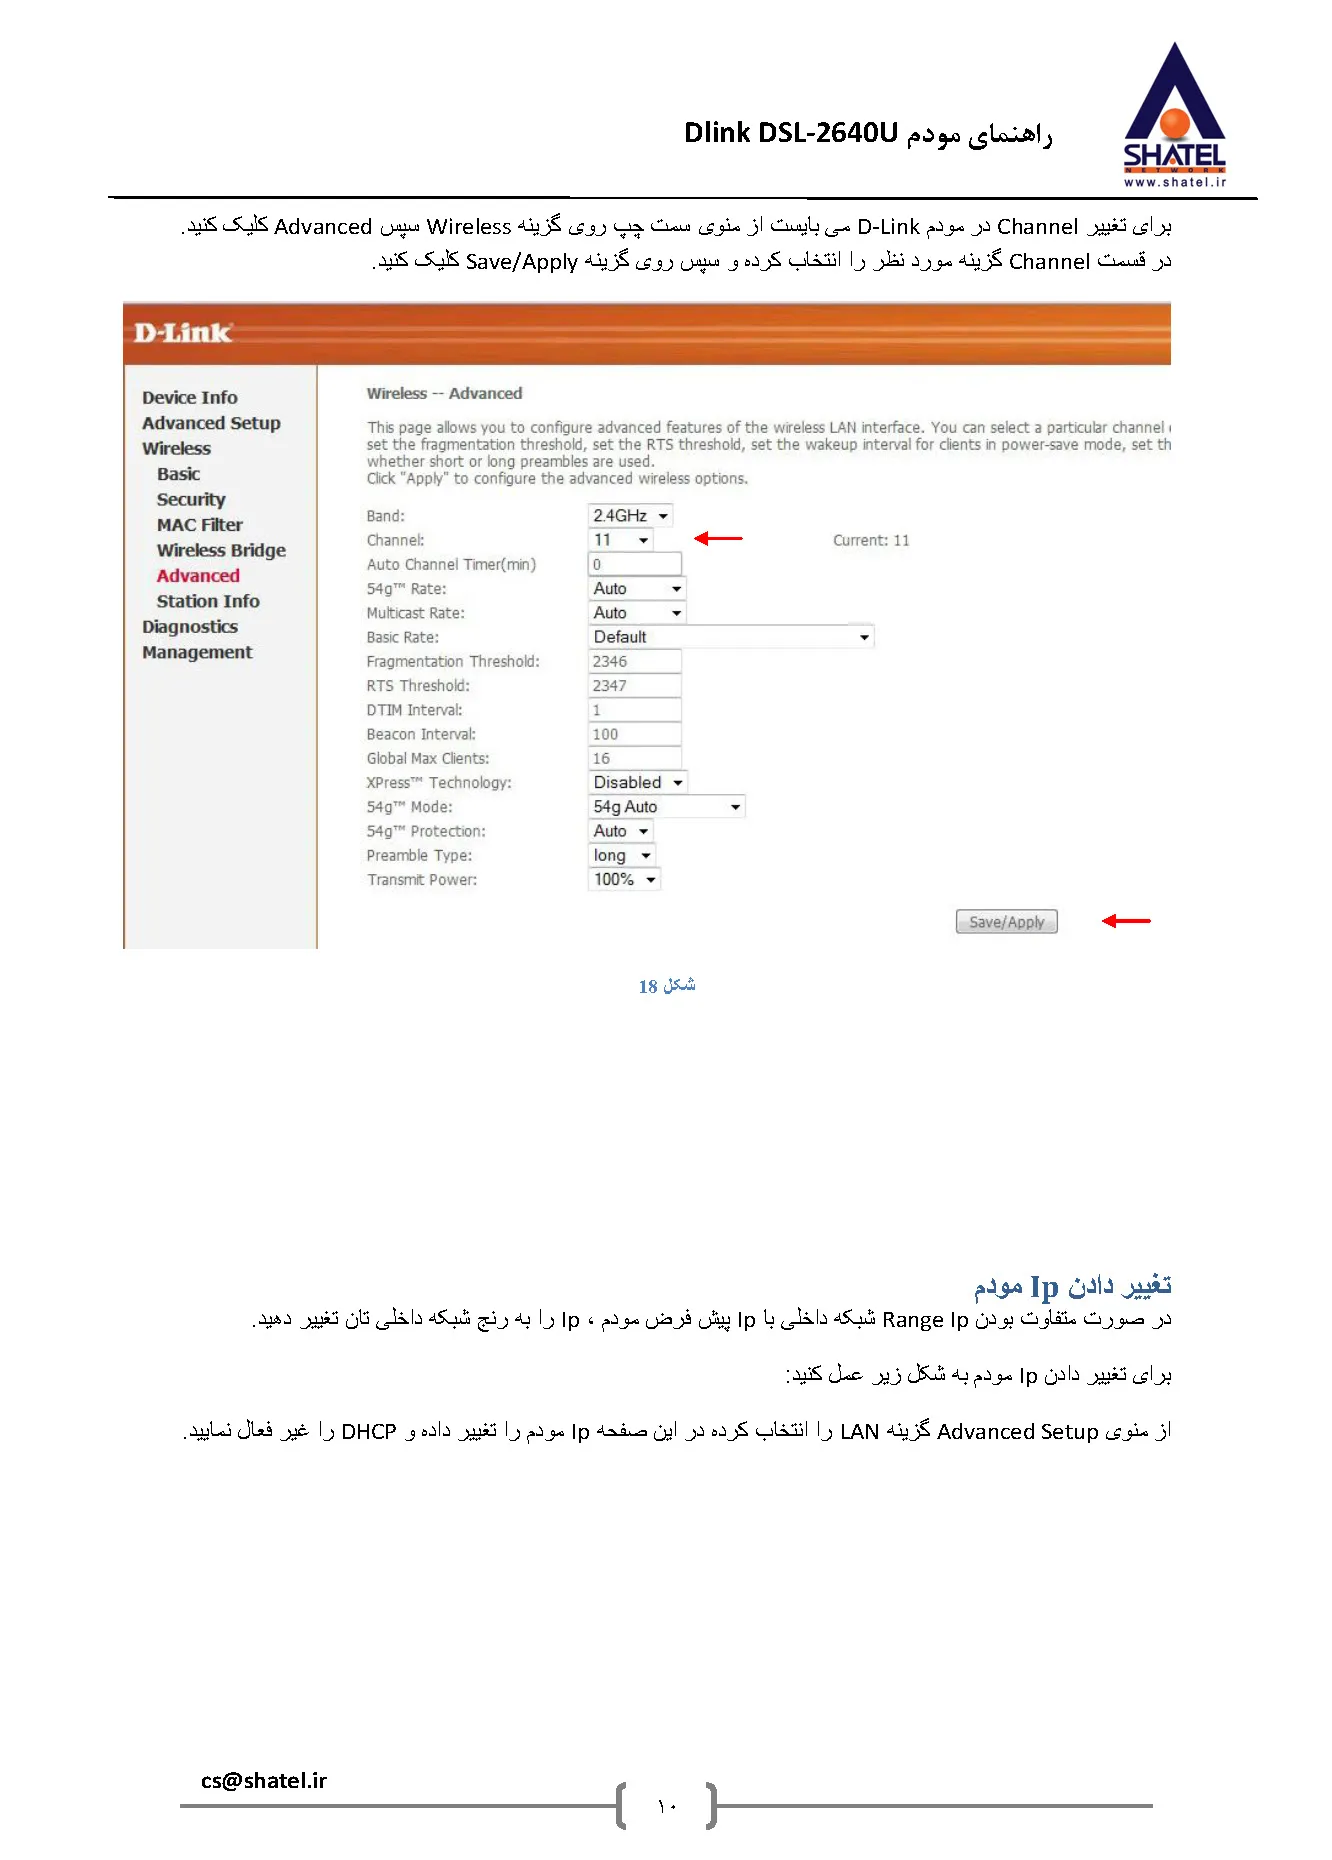 راهنمای مودم Dlink DSL-2640U
SHATEL
NETWORK
www.shatel.ir
برای تغییر Channel در مودم D-Link می بایست از منوی سمت چپ روی گزینه Wireless سپس Advanced کلیک کنید.
در قسمت Channel گزینه مورد نظر را انتخاب کرده و سپس روی گزینه Save/Apply کلیک کنید.
D-Link
Device Info
Advanced Setup
Wireless
Basic
Security
MAC Filter
Wireless Bridge
Advanced
Station Info
Diagnostics
Management
Wireless -- Advanced
This page allows you to configure advanced features of the wireless LAN interface. You can select a particular channel
set the fragmentation threshold, set the RTS threshold, set the wakeup interval for clients in power-save mode, set th
whether short or long preambles are used.
Click "Apply" to configure the advanced wireless options.
Band: 2.4GHz
Channel: 11 Current: 11
Auto Channel Timer(min) 0
54g™ Rate: Auto
Multicast Rate: Auto
Basic Rate: Default
Fragmentation Threshold: 2346
RTS Threshold: 2347
DTIM Interval: 1
Beacon Interval: 100
Global Max Clients: 16
XPress™ Technology: Disabled
54g™ Mode: 54g Auto
54g™ Protection: Auto
Preamble Type: long
Transmit Power: 100%
Save/Apply
شکل 18
تغییر دادن Ip مودم
در صورت متفاوت بودن Range Ip شبکه داخلی با Ip پیش فرض مودم ، Ip را به رنج شبکه داخلی تان تغییر دهید.
برای تغییر دادن Ip مودم به شکل زیر عمل کنید:
از منوی Advanced Setup گزینه LAN را انتخاب کرده در این صفحه Ip مودم را تغییر داده و DHCP را غیر فعال نمایید.
cs@shatel.ir
۱۰